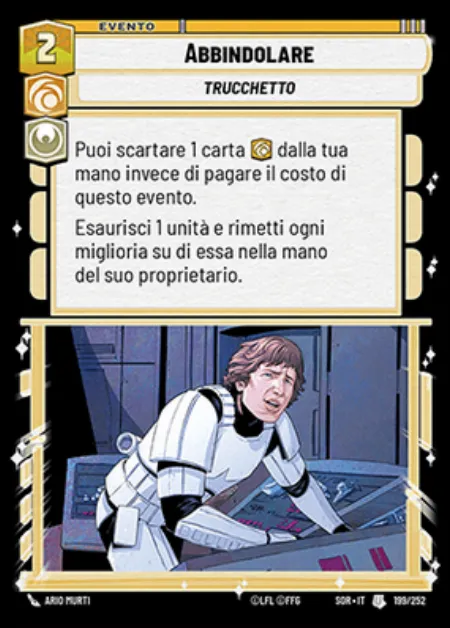 EVENTO
2
ABBINDOLARE
TRUCCHETTO
Puoi scartare 1 carta dalla tua
mano invece di pagare il costo di
questo evento.
Esaurisci 1 unità e rimetti ogni
miglioria su di essa nella mano
del suo proprietario.
ARIO MURTI
©LFL ©FFG
SOR • IT
199/252